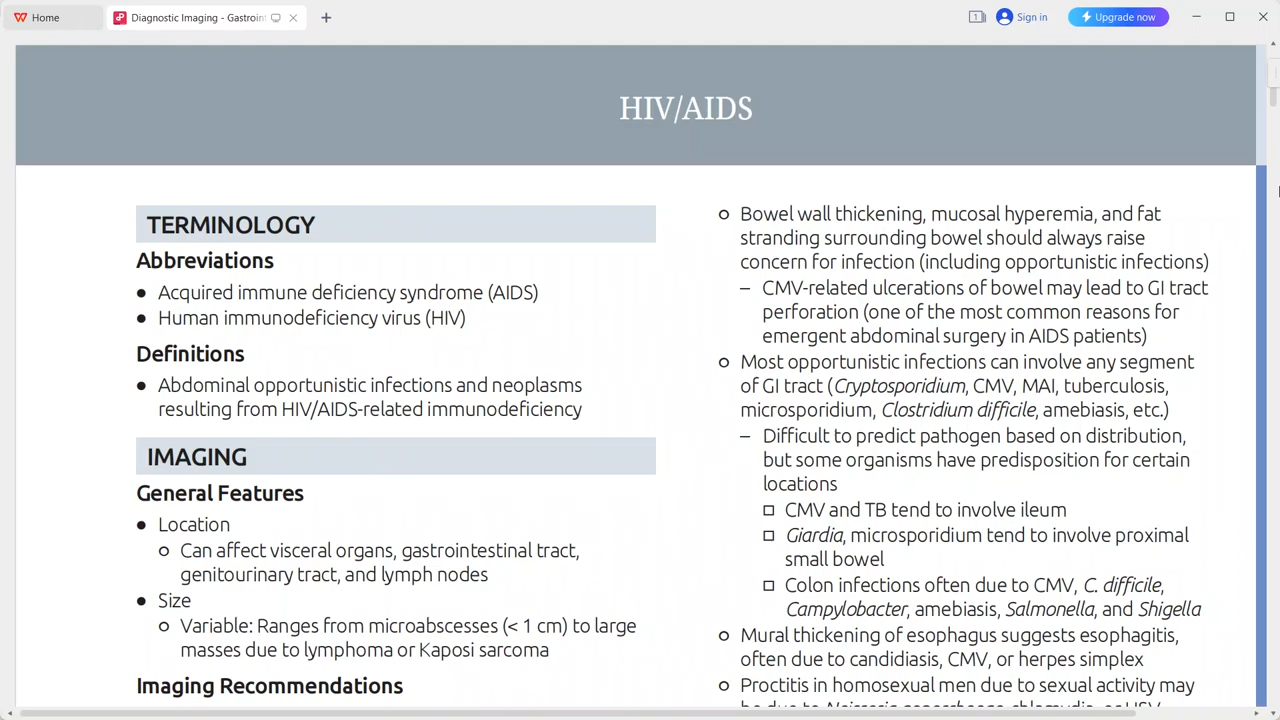 Home
Diagnostic Imaging - Gastroint
1
Sign in
Upgrade now
HIV/AIDS
TERMINOLOGY
Abbreviations
● Acquired immune deficiency syndrome (AIDS)
● Human immunodeficiency virus (HIV)
Definitions
● Abdominal opportunistic infections and neoplasms
resulting from HIV/AIDS-related immunodeficiency
IMAGING
General Features
● Location
○ Can affect visceral organs, gastrointestinal tract,
genitourinary tract, and lymph nodes
● Size
○ Variable: Ranges from microabscesses (< 1 cm) to large
masses due to lymphoma or Kaposi sarcoma
Imaging Recommendations
○ Bowel wall thickening, mucosal hyperemia, and fat
stranding surrounding bowel should always raise
concern for infection (including opportunistic infections)
– CMV-related ulcerations of bowel may lead to GI tract
perforation (one of the most common reasons for
emergent abdominal surgery in AIDS patients)
○ Most opportunistic infections can involve any segment
of GI tract (Cryptosporidium, CMV, MAI, tuberculosis,
microsporidium, Clostridium difficile, amebiasis, etc.)
– Difficult to predict pathogen based on distribution,
but some organisms have predisposition for certain
locations
□ CMV and TB tend to involve ileum
□ Giardia, microsporidium tend to involve proximal
small bowel
□ Colon infections often due to CMV, C. difficile,
Campylobacter, amebiasis, Salmonella, and Shigella
○ Mural thickening of esophagus suggests esophagitis,
often due to candidiasis, CMV, or herpes simplex
○ Proctitis in homosexual men due to sexual activity may